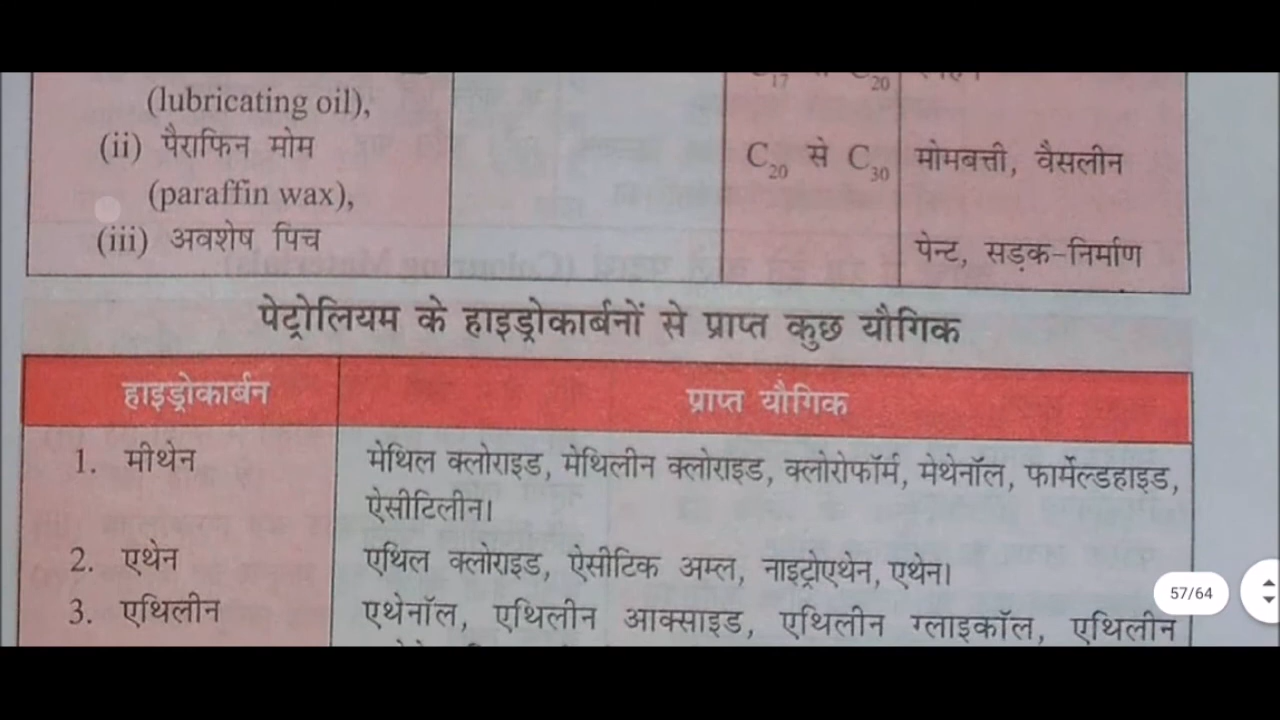 C17 C20
(lubricating oil),
(ii) पैराफिन मोम
C20 से C30 मोमबत्ती, वैसलीन
(paraffin wax),
(iii) अवशेष पिच
पेन्ट, सड़क-निर्माण
पेट्रोलियम के हाइड्रोकार्बनों से प्राप्त कुछ यौगिक
हाइड्रोकार्बन प्राप्त यौगिक
1. मीथेन मेथिल क्लोराइड, मेथिलीन क्लोराइड, क्लोरोफॉर्म, मेथेनॉल, फार्मेल्डहाइड,
ऐसीटिलीन।
2. एथेन एथिल क्लोराइड, ऐसीटिक अम्ल, नाइट्रोएथेन, एथेन।
3. एथिलीन एथेनॉल, एथिलीन आक्साइड, एथिलीन ग्लाइकॉल, एथिलीन
57/64